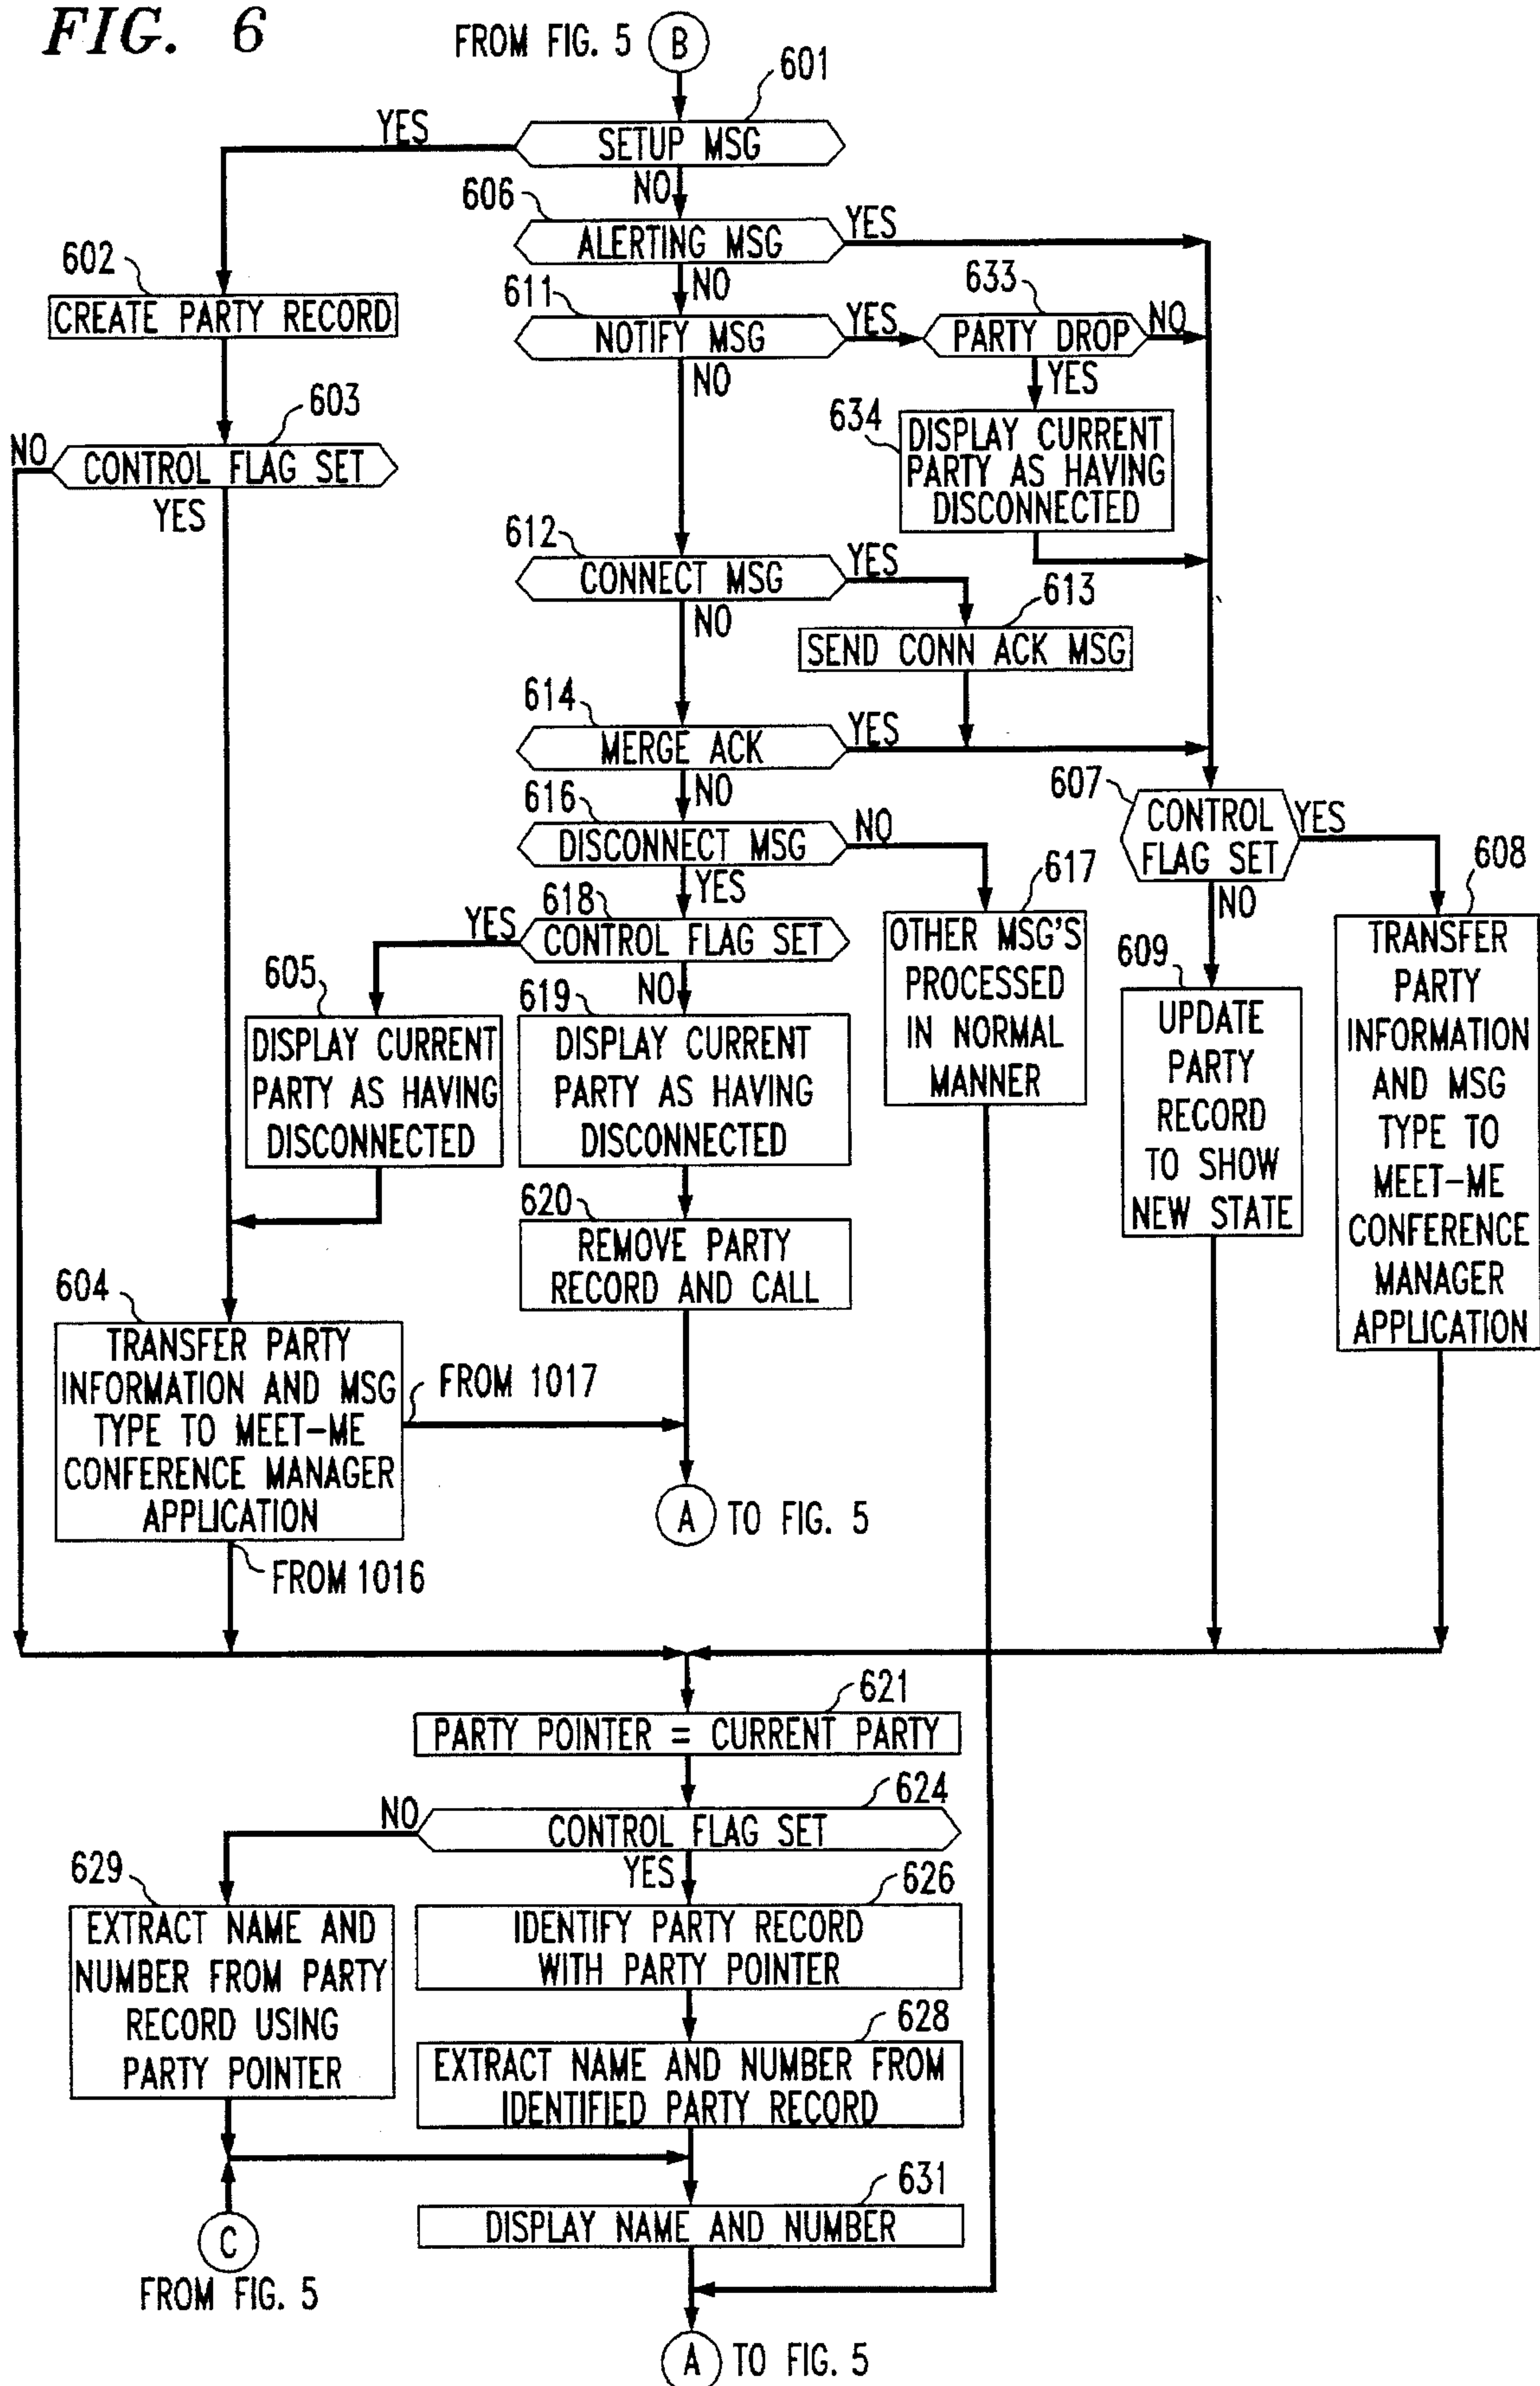 FIG. 6
FROM FIG. 5 B
601
YES
SETUP MSG
NO
606
ALERTING MSG
YES
602
CREATE PARTY RECORD
NO
611
NOTIFY MSG
YES
633
PARTY DROP
NO
NO
YES
603
NO
CONTROL FLAG SET
YES
634
DISPLAY CURRENT
PARTY AS HAVING
DISCONNECTED
612
CONNECT MSG
YES
NO
613
SEND CONN ACK MSG
614
MERGE ACK
YES
NO
607
CONTROL
FLAG SET
YES
NO
616
DISCONNECT MSG
NO
YES
617
OTHER MSG'S
PROCESSED
IN NORMAL
MANNER
608
TRANSFER
PARTY
INFORMATION
AND MSG
TYPE TO
MEET-ME
CONFERENCE
MANAGER
APPLICATION
618
YES
CONTROL FLAG SET
NO
609
UPDATE
PARTY
RECORD
TO SHOW
NEW STATE
605
DISPLAY CURRENT
PARTY AS HAVING
DISCONNECTED
619
DISPLAY CURRENT
PARTY AS HAVING
DISCONNECTED
620
REMOVE PARTY
RECORD AND CALL
604
TRANSFER PARTY
INFORMATION AND MSG
TYPE TO MEET-ME
CONFERENCE MANAGER
APPLICATION
FROM 1017
A TO FIG. 5
FROM 1016
621
PARTY POINTER = CURRENT PARTY
624
NO
CONTROL FLAG SET
YES
629
EXTRACT NAME AND
NUMBER FROM PARTY
RECORD USING
PARTY POINTER
626
IDENTIFY PARTY RECORD
WITH PARTY POINTER
628
EXTRACT NAME AND NUMBER FROM
IDENTIFIED PARTY RECORD
631
DISPLAY NAME AND NUMBER
C
FROM FIG. 5
A TO FIG. 5